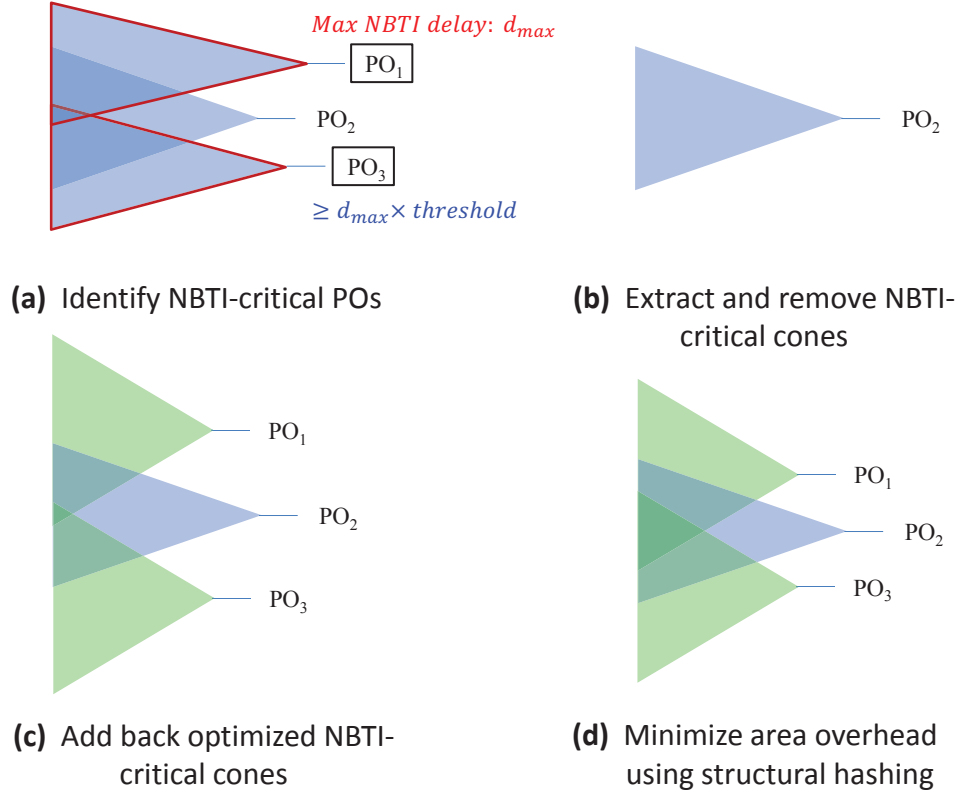 Max NBTI delay: d_max
PO₁
PO₂
PO₃
≥ d_max × threshold
PO₂
(a) Identify NBTI-critical POs
(b) Extract and remove NBTI-
critical cones
PO₁
PO₂
PO₃
PO₁
PO₂
PO₃
(c) Add back optimized NBTI-
critical cones
(d) Minimize area overhead
using structural hashing